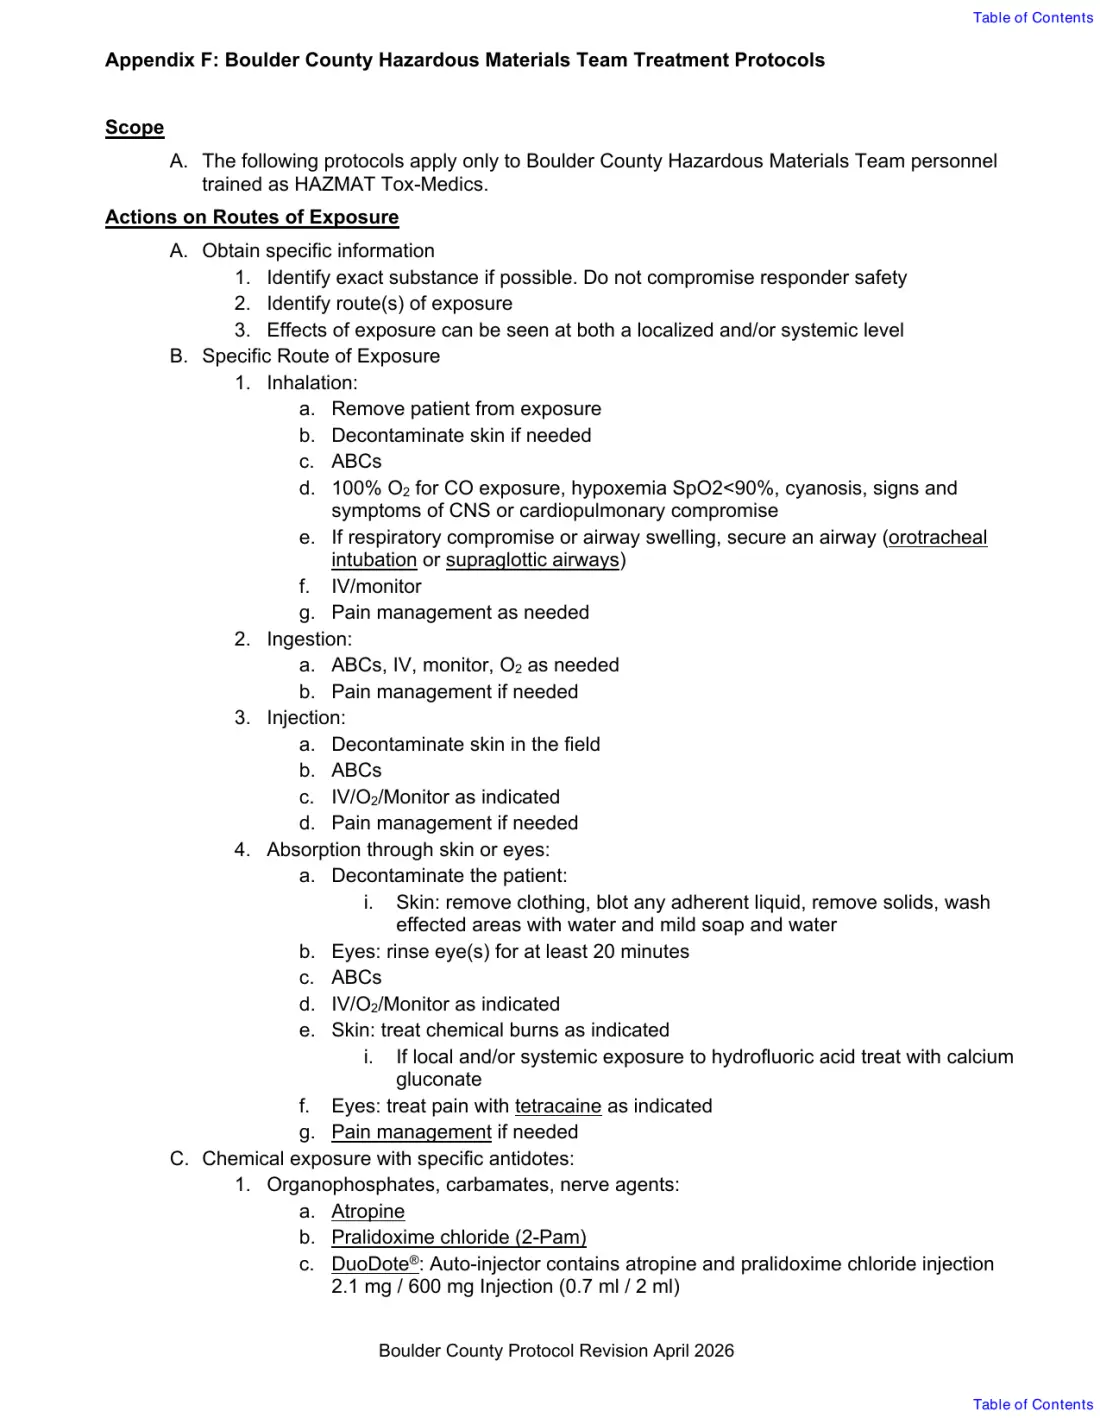 Table of Contents
Appendix F: Boulder County Hazardous Materials Team Treatment Protocols
Scope
A. The following protocols apply only to Boulder County Hazardous Materials Team personnel
trained as HAZMAT Tox-Medics.
Actions on Routes of Exposure
A. Obtain specific information
1. Identify exact substance if possible. Do not compromise responder safety
2. Identify route(s) of exposure
3. Effects of exposure can be seen at both a localized and/or systemic level
B. Specific Route of Exposure
1. Inhalation:
a. Remove patient from exposure
b. Decontaminate skin if needed
c. ABCs
d. 100% O₂ for CO exposure, hypoxemia SpO2<90%, cyanosis, signs and
symptoms of CNS or cardiopulmonary compromise
e. If respiratory compromise or airway swelling, secure an airway (orotracheal
intubation or supraglottic airways)
f. IV/monitor
g. Pain management as needed
2. Ingestion:
a. ABCs, IV, monitor, O₂ as needed
b. Pain management if needed
3. Injection:
a. Decontaminate skin in the field
b. ABCs
c. IV/O₂/Monitor as indicated
d. Pain management if needed
4. Absorption through skin or eyes:
a. Decontaminate the patient:
i. Skin: remove clothing, blot any adherent liquid, remove solids, wash
effected areas with water and mild soap and water
b. Eyes: rinse eye(s) for at least 20 minutes
c. ABCs
d. IV/O₂/Monitor as indicated
e. Skin: treat chemical burns as indicated
i. If local and/or systemic exposure to hydrofluoric acid treat with calcium
gluconate
f. Eyes: treat pain with tetracaine as indicated
g. Pain management if needed
C. Chemical exposure with specific antidotes:
1. Organophosphates, carbamates, nerve agents:
a. Atropine
b. Pralidoxime chloride (2-Pam)
c. DuoDote®: Auto-injector contains atropine and pralidoxime chloride injection
2.1 mg / 600 mg Injection (0.7 ml / 2 ml)
Boulder County Protocol Revision April 2026
Table of Contents